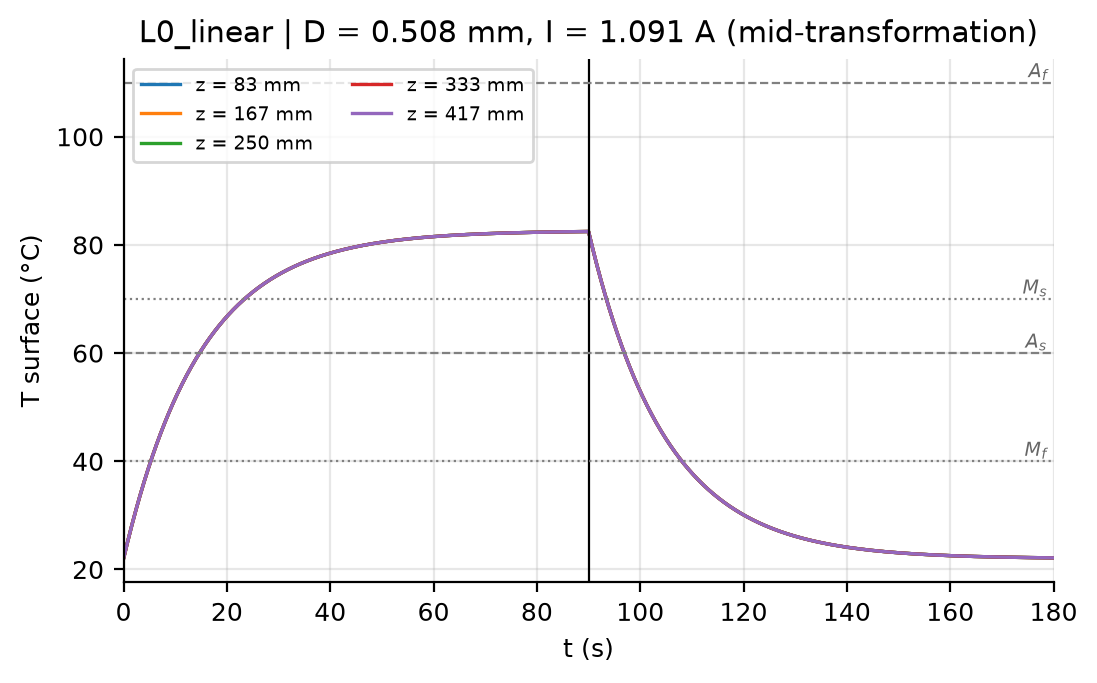 L0_linear | D = 0.508 mm, I = 1.091 A (mid-transformation)
z = 83 mm
z = 167 mm
z = 250 mm
z = 333 mm
z = 417 mm
A_f
M_s
A_s
M_f
T surface (°C)
100
80
60
40
20
0 20 40 60 80 100 120 140 160 180
t (s)